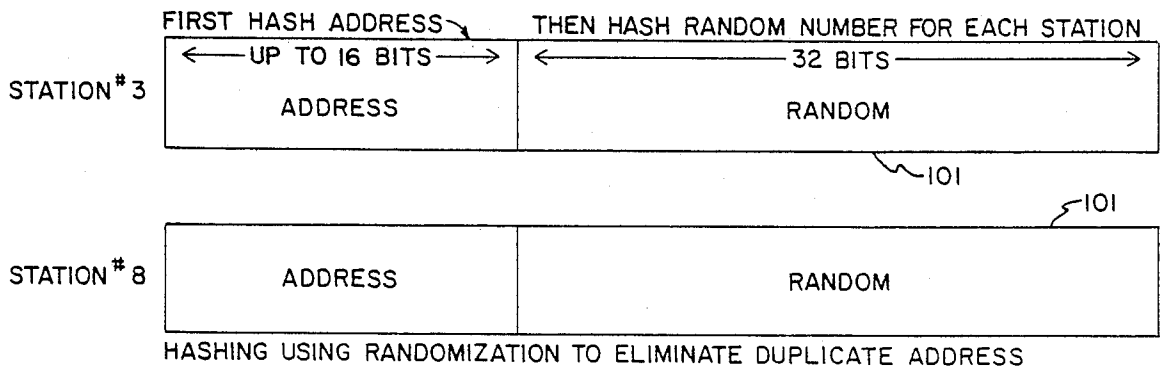 FIRST HASH ADDRESS THEN HASH RANDOM NUMBER FOR EACH STATION
UP TO 16 BITS 32 BITS
STATION #3 ADDRESS RANDOM
101
101
STATION #8 ADDRESS RANDOM
HASHING USING RANDOMIZATION TO ELIMINATE DUPLICATE ADDRESS